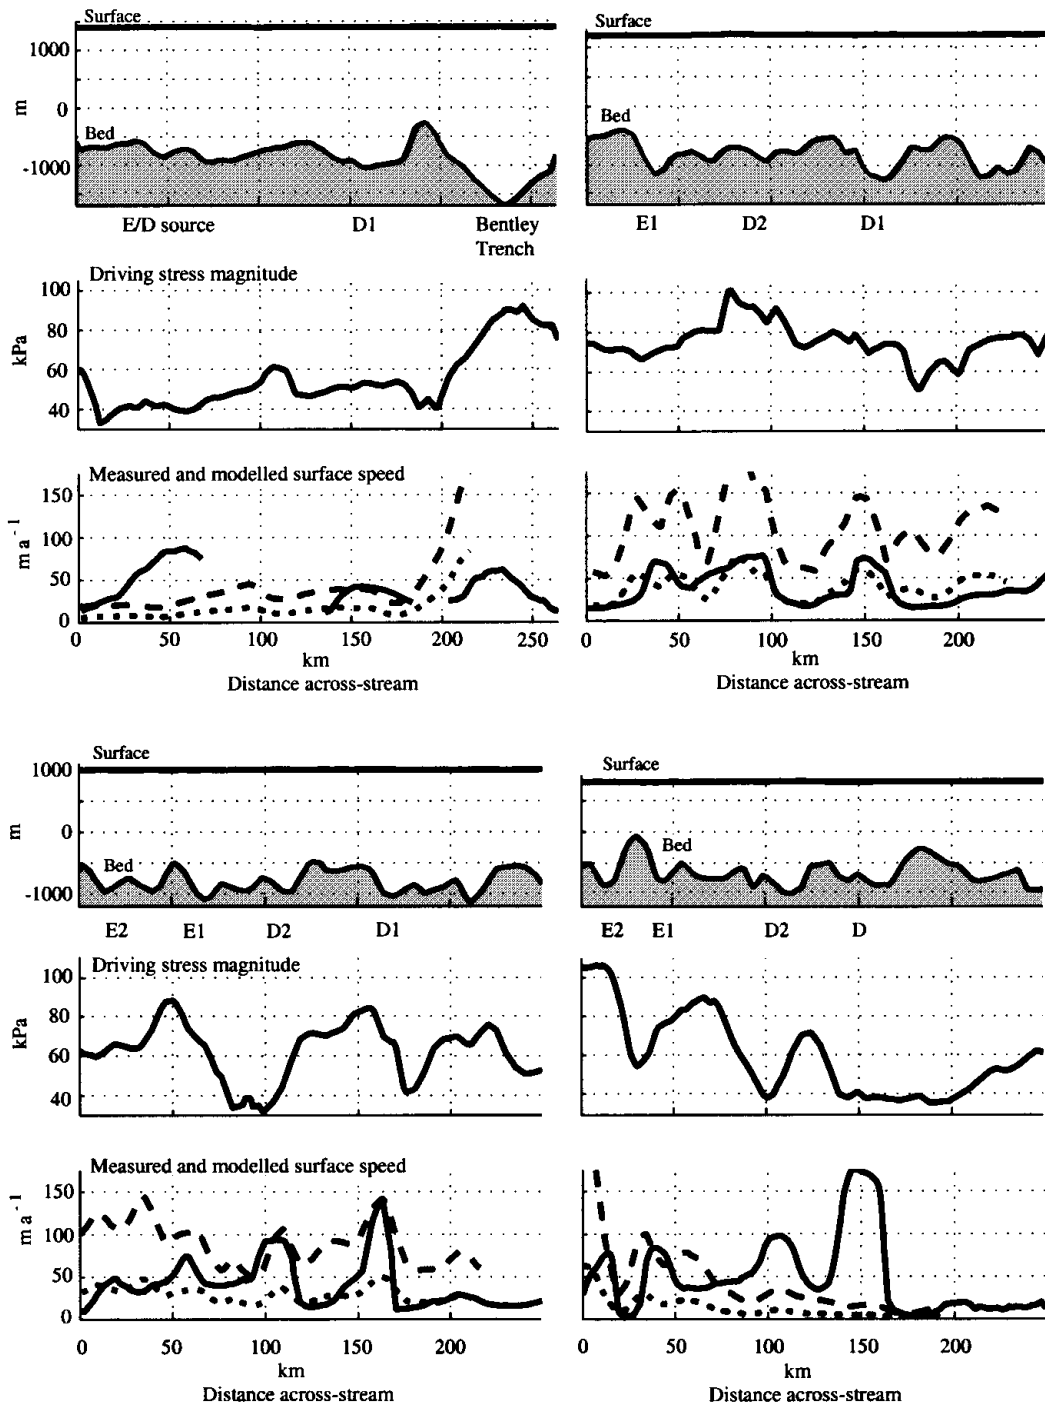 Surface
1000
m
0
Bed
-1000
E/D source
D1
Bentley
Trench
Surface
E1
D2
D1
Driving stress magnitude
100
80
kPa
60
40
Measured and modelled surface speed
150
m a⁻¹
100
50
0
0
50
100
150
200
250
km
Distance across-stream
0
50
100
150
200
km
Distance across-stream
Surface
1000
m
0
Bed
-1000
E2
E1
D2
D1
Surface
Bed
E2
E1
D2
D
Driving stress magnitude
100
80
kPa
60
40
Measured and modelled surface speed
150
m a⁻¹
100
50
0
0
50
100
150
200
km
Distance across-stream
0
50
100
150
200
km
Distance across-stream